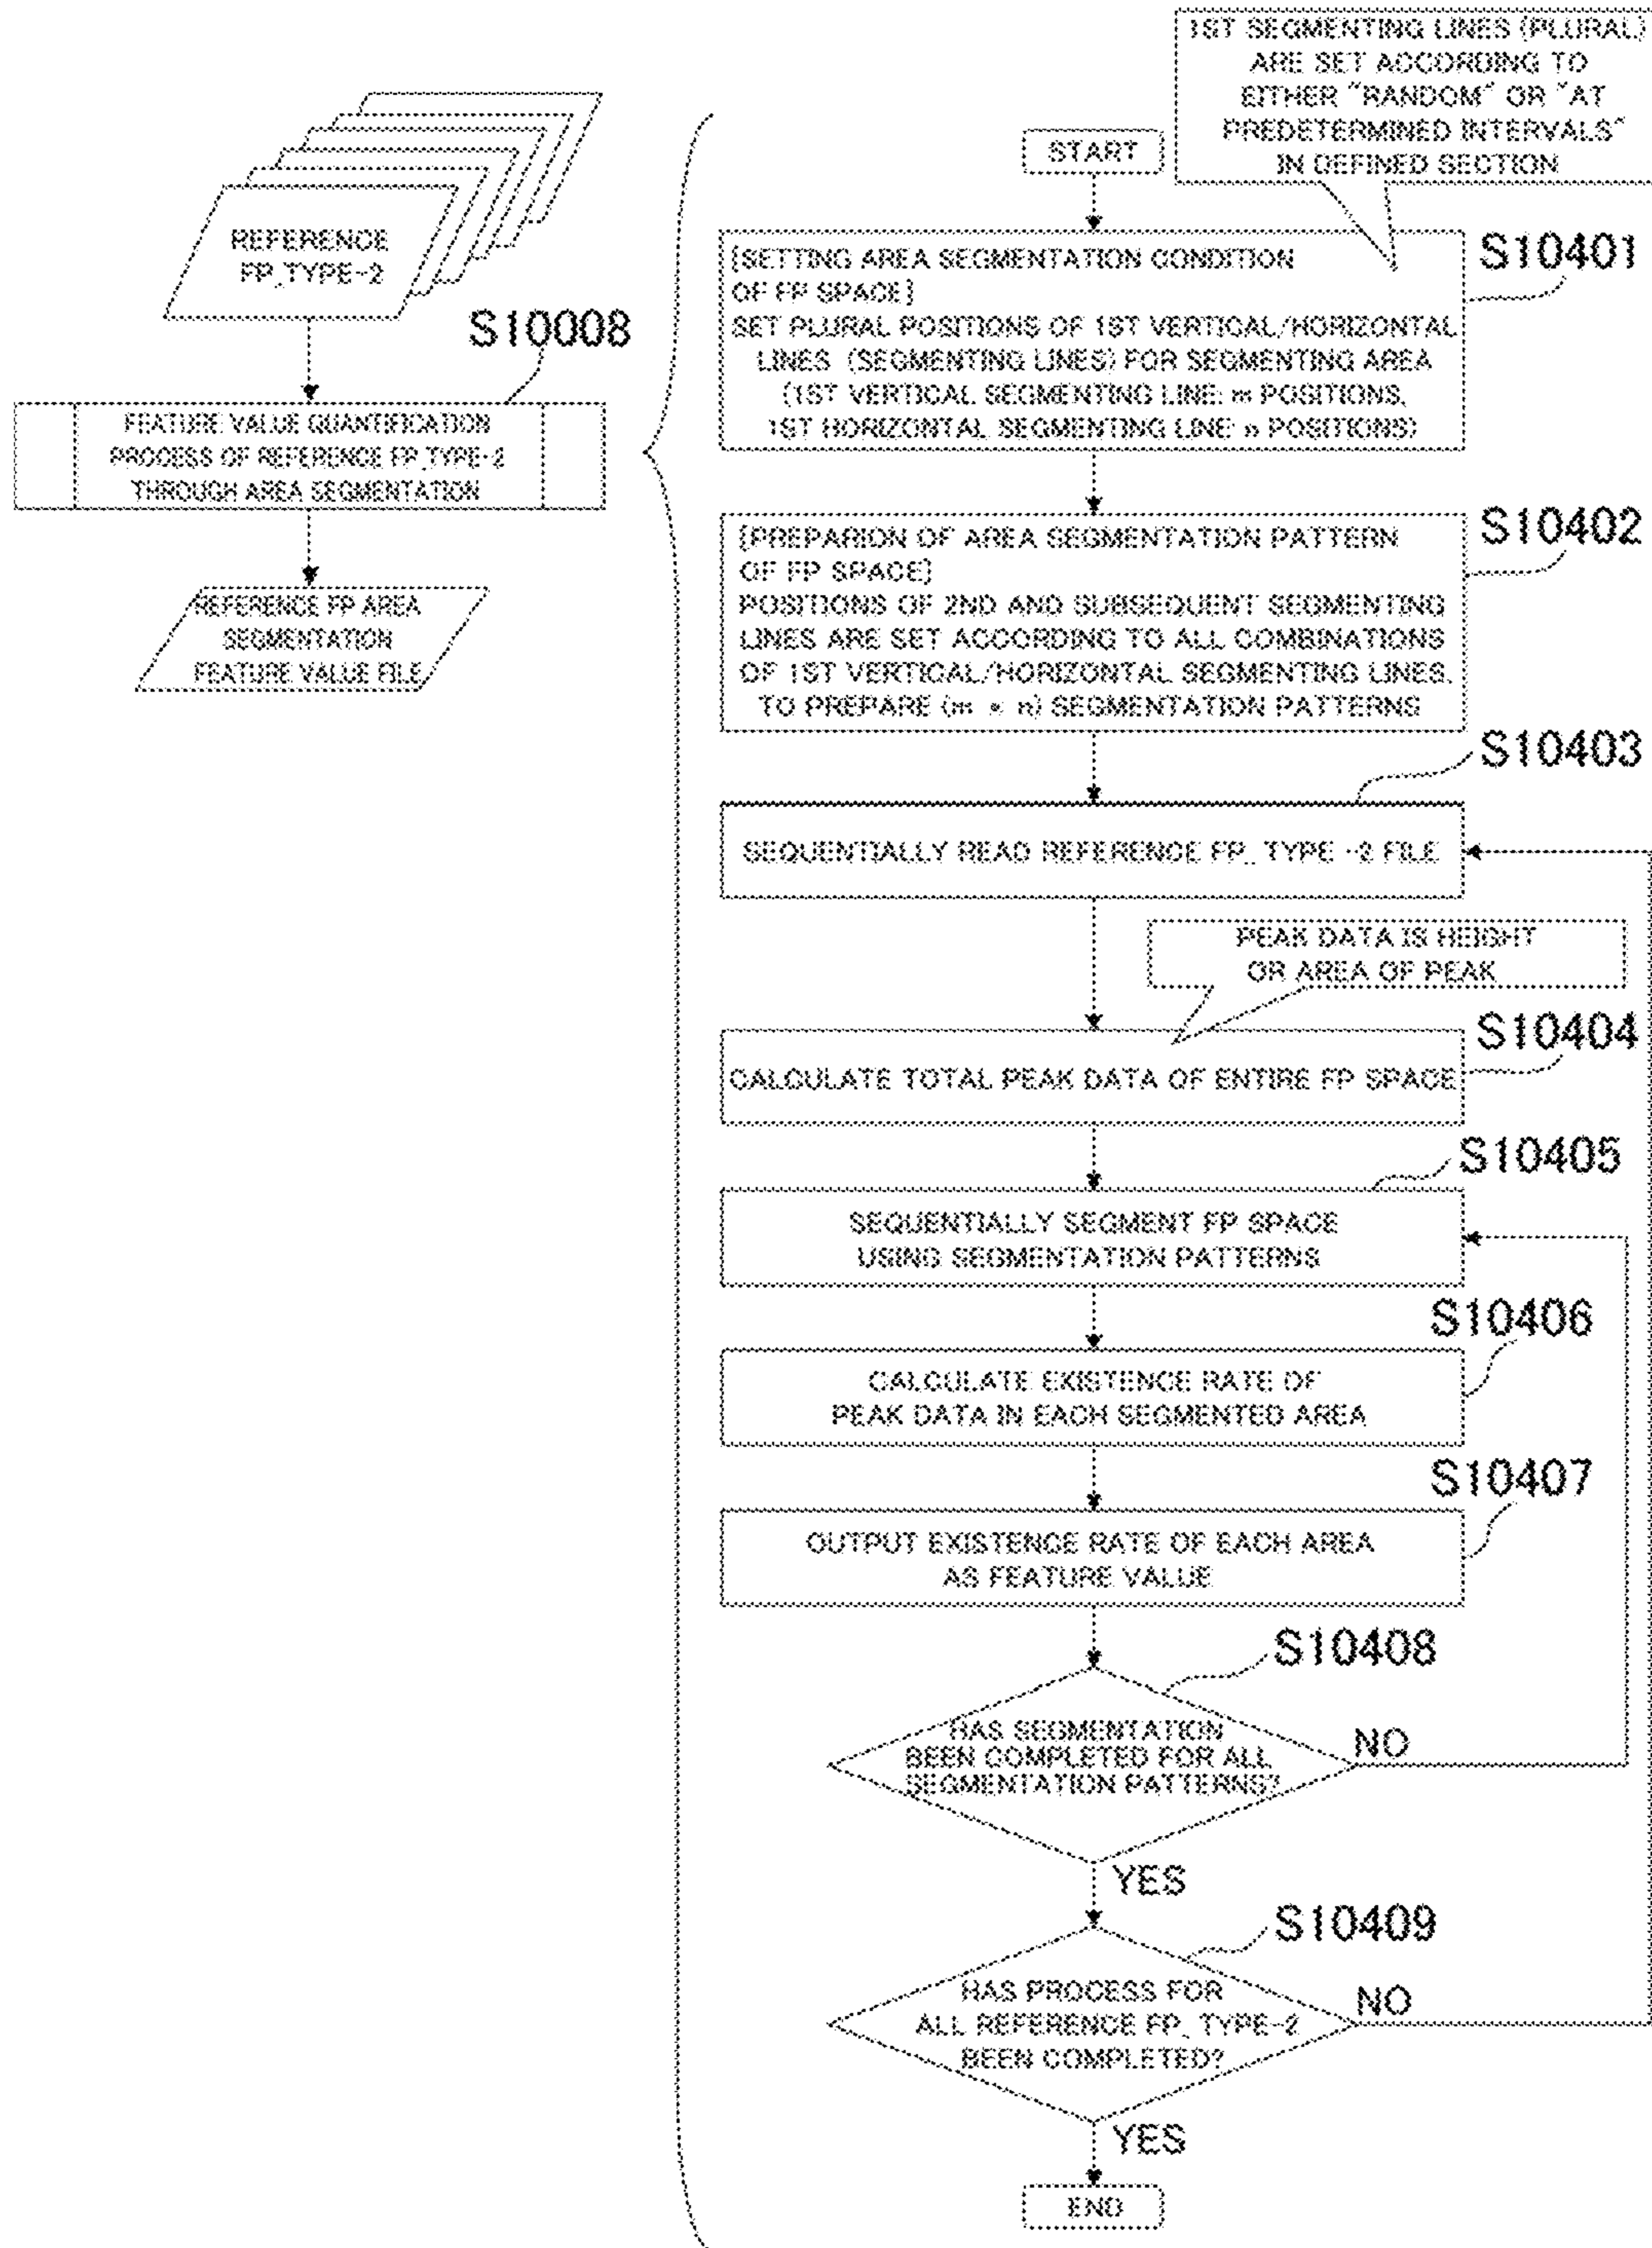 REFERENCE
FP_TYPE-2
S10008
FEATURE VALUE QUANTIFICATION
PROCESS OF REFERENCE FP_TYPE-2
THROUGH AREA SEGMENTATION
REFERENCE FP AREA
SEGMENTATION
FEATURE VALUE FILE
1ST SEGMENTING LINES (PLURAL)
ARE SET ACCORDING TO
EITHER "RANDOM" OR "AT
PREDETERMINED INTERVALS"
IN DEFINED SECTION
START
S10401
[SETTING AREA SEGMENTATION CONDITION
OF FP SPACE]
SET PLURAL POSITIONS OF 1ST VERTICAL/HORIZONTAL
LINES (SEGMENTING LINES) FOR SEGMENTING AREA
(1ST VERTICAL SEGMENTING LINE: m POSITIONS,
1ST HORIZONTAL SEGMENTING LINE: n POSITIONS)
S10402
[PREPARION OF AREA SEGMENTATION PATTERN
OF FP SPACE]
POSITIONS OF 2ND AND SUBSEQUENT SEGMENTING
LINES ARE SET ACCORDING TO ALL COMBINATIONS
OF 1ST VERTICAL/HORIZONTAL SEGMENTING LINES,
TO PREPARE (m × n) SEGMENTATION PATTERNS
S10403
SEQUENTIALLY READ REFERENCE FP_ TYPE -2 FILE
PEAK DATA IS HEIGHT
OR AREA OF PEAK
S10404
CALCULATE TOTAL PEAK DATA OF ENTIRE FP SPACE
S10405
SEQUENTIALLY SEGMENT FP SPACE
USING SEGMENTATION PATTERNS
S10406
CALCULATE EXISTENCE RATE OF
PEAK DATA IN EACH SEGMENTED AREA
S10407
OUTPUT EXISTENCE RATE OF EACH AREA
AS FEATURE VALUE
S10408
HAS SEGMENTATION
BEEN COMPLETED FOR ALL
SEGMENTATION PATTERNS?
NO
YES
S10409
HAS PROCESS FOR
ALL REFERENCE FP_ TYPE-2
BEEN COMPLETED?
NO
YES
END